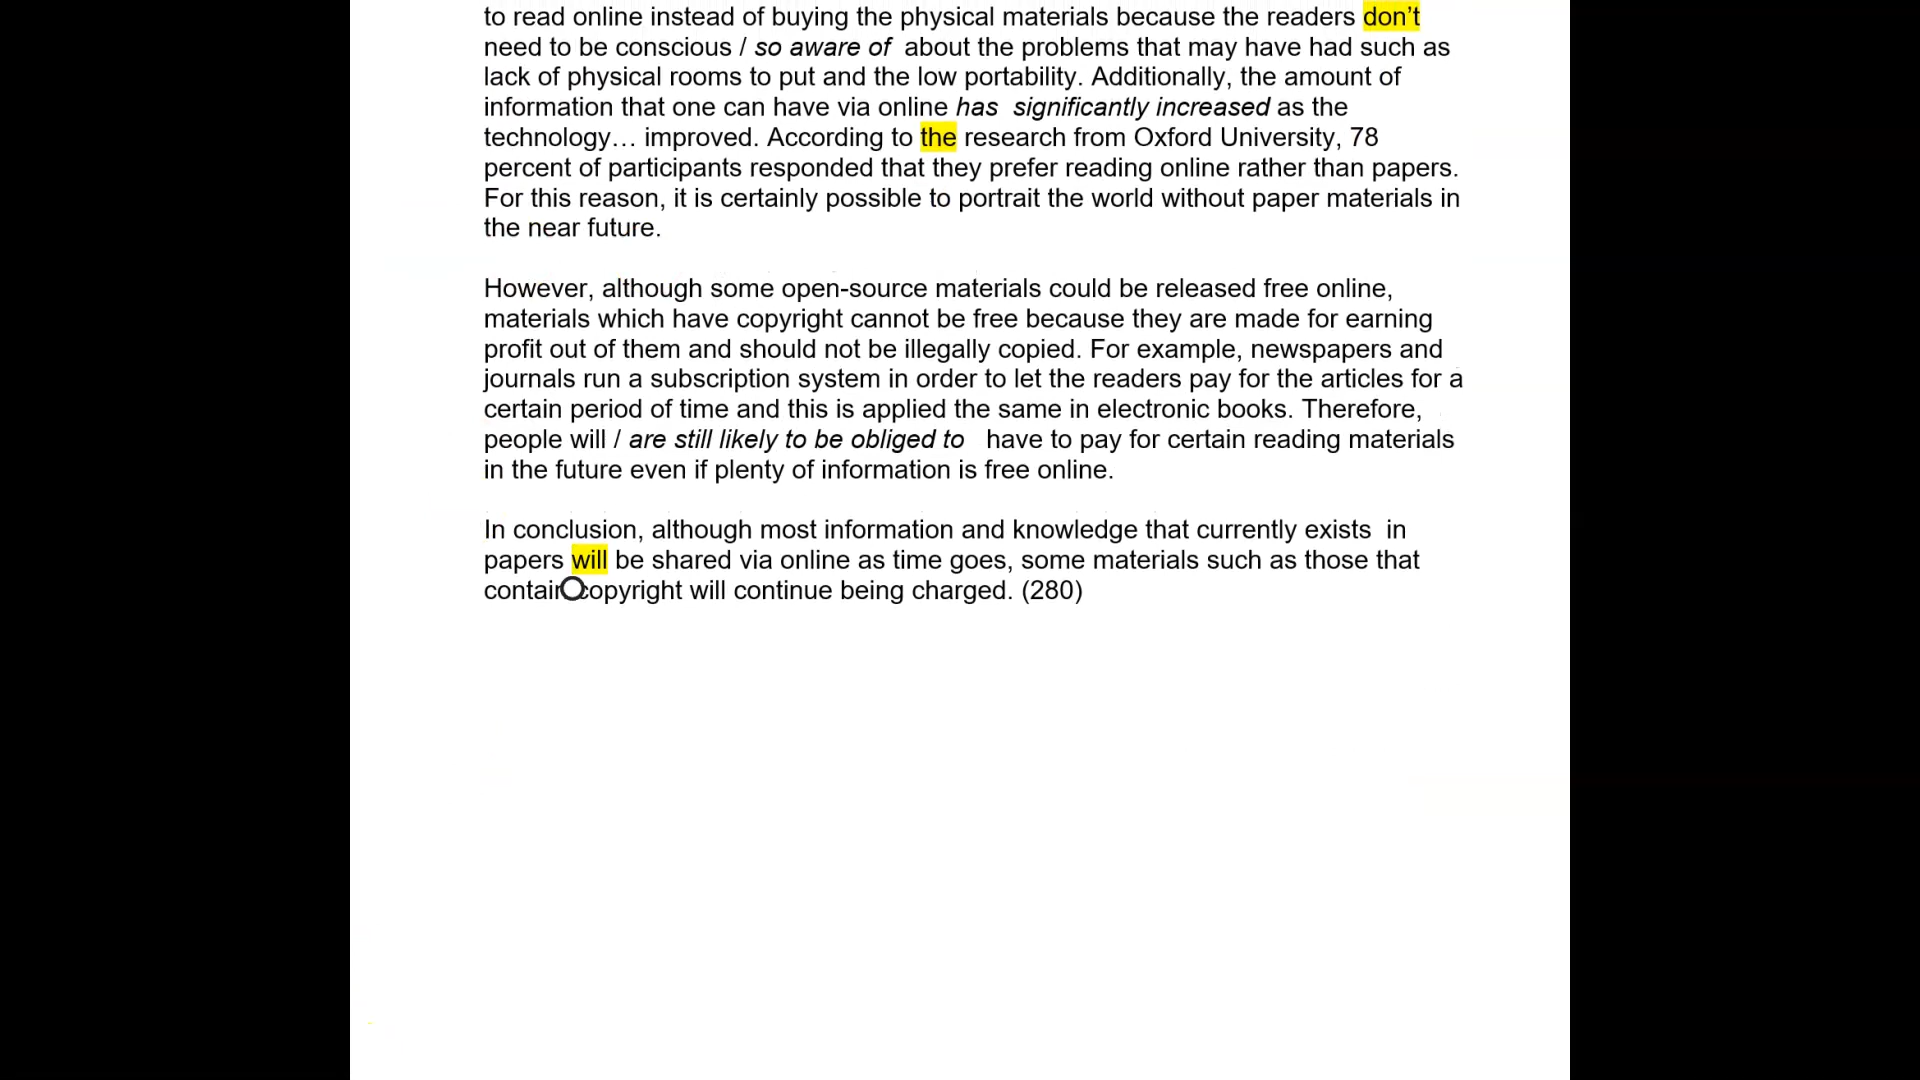 to read online instead of buying the physical materials because the readers don’t
need to be conscious / so aware of about the problems that may have had such as
lack of physical rooms to put and the low portability. Additionally, the amount of
information that one can have via online has significantly increased as the
technology… improved. According to the research from Oxford University, 78
percent of participants responded that they prefer reading online rather than papers.
For this reason, it is certainly possible to portrait the world without paper materials in
the near future.
However, although some open-source materials could be released free online,
materials which have copyright cannot be free because they are made for earning
profit out of them and should not be illegally copied. For example, newspapers and
journals run a subscription system in order to let the readers pay for the articles for a
certain period of time and this is applied the same in electronic books. Therefore,
people will / are still likely to be obliged to have to pay for certain reading materials
in the future even if plenty of information is free online.
In conclusion, although most information and knowledge that currently exists in
papers will be shared via online as time goes, some materials such as those that
contain copyright will continue being charged. (280)